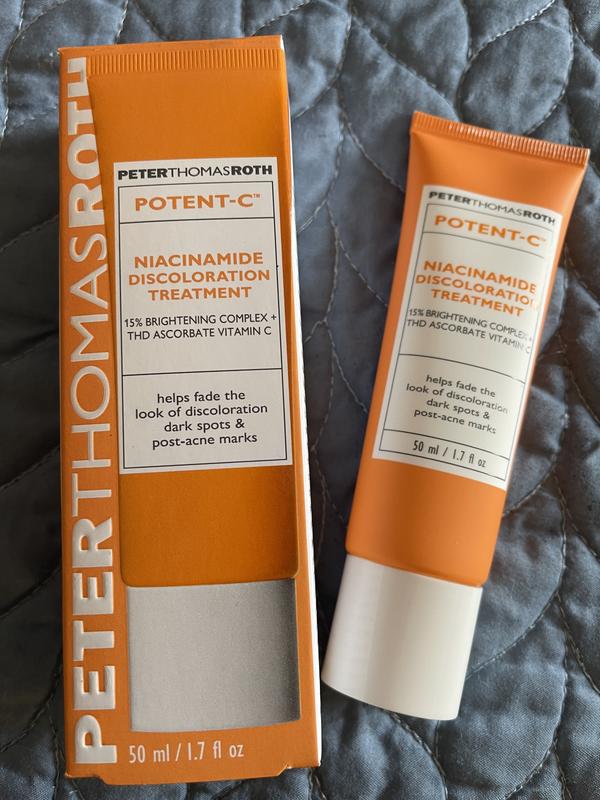 PETERTHOMASROTH
PETERTHOMASROTH
POTENT-C™
NIACINAMIDE
DISCOLORATION
TREATMENT
15% BRIGHTENING COMPLEX +
THD ASCORBATE VITAMIN C
helps fade the
look of discoloration
dark spots &
post-acne marks
50 ml / 1.7 fl oz
PETERTHOMASROTH
POTENT-C™
NIACINAMIDE
DISCOLORATION
TREATMENT
15% BRIGHTENING COMPLEX +
THD ASCORBATE VITAMIN C
helps fade the
look of discoloration
dark spots &
post-acne marks
50 ml / 1.7 fl oz